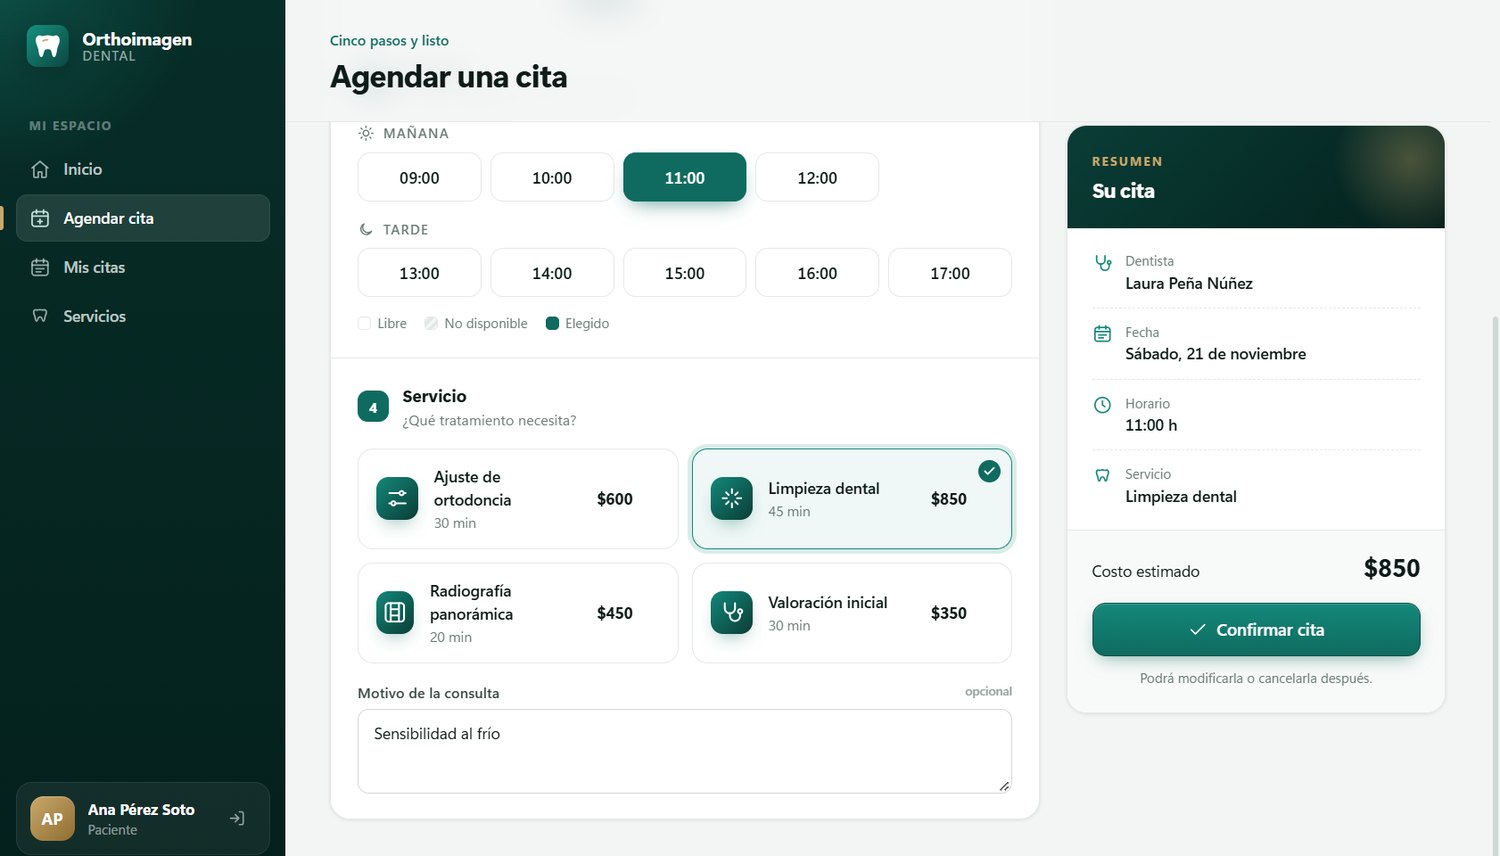 Orthoimagen
DENTAL
MI ESPACIO
Inicio
Agendar cita
Mis citas
Servicios
AP
Ana Pérez Soto
Paciente
Cinco pasos y listo
Agendar una cita
MAÑANA
09:00
10:00
11:00
12:00
TARDE
13:00
14:00
15:00
16:00
17:00
Libre
No disponible
Elegido
4
Servicio
¿Qué tratamiento necesita?
Ajuste de
ortodoncia
30 min
$600
Limpieza dental
45 min
$850
Radiografía
panorámica
20 min
$450
Valoración inicial
30 min
$350
Motivo de la consulta
opcional
Sensibilidad al frío
RESUMEN
Su cita
Dentista
Laura Peña Núñez
Fecha
Sábado, 21 de noviembre
Horario
11:00 h
Servicio
Limpieza dental
Costo estimado
$850
Confirmar cita
Podrá modificarla o cancelarla después.